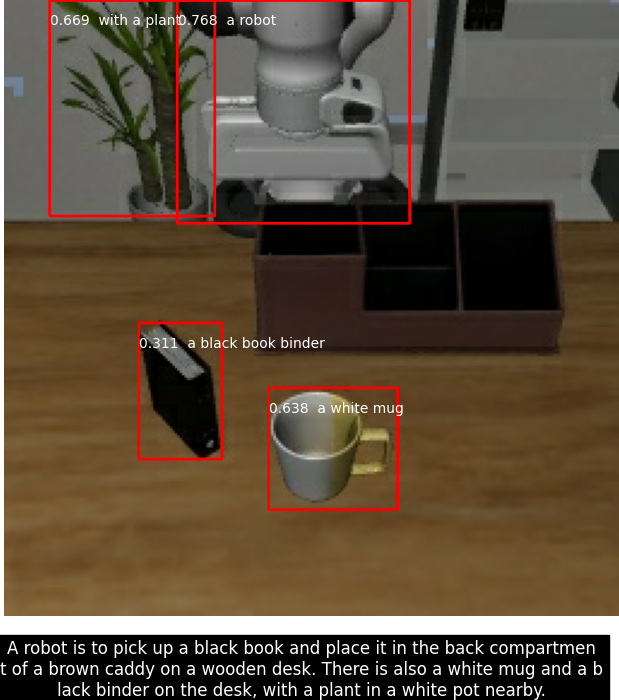 0.669  with a plant
0.768  a robot
0.311  a black book binder
0.638  a white mug
A robot is to pick up a black book and place it in the back compartmen
t of a brown caddy on a wooden desk. There is also a white mug and a b
lack binder on the desk, with a plant in a white pot nearby.